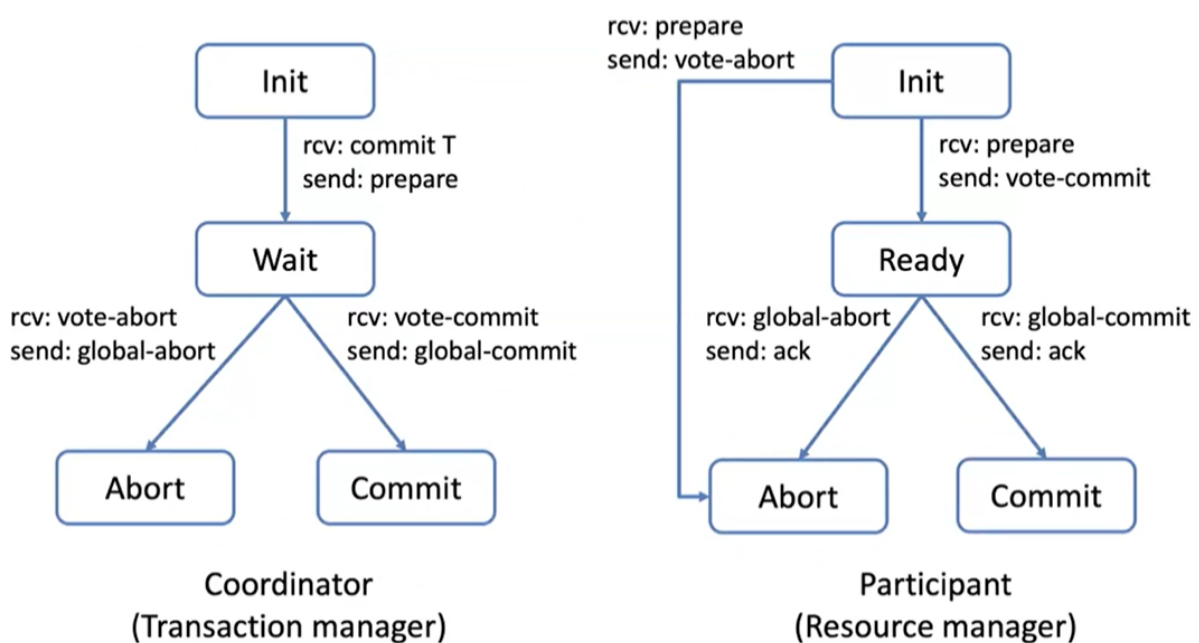 Init
rcv: commit T
send: prepare
Wait
rcv: vote-abort
send: global-abort
rcv: vote-commit
send: global-commit
Abort
Commit
Coordinator
(Transaction manager)
rcv: prepare
send: vote-abort
Init
rcv: prepare
send: vote-commit
Ready
rcv: global-abort
send: ack
rcv: global-commit
send: ack
Abort
Commit
Participant
(Resource manager)